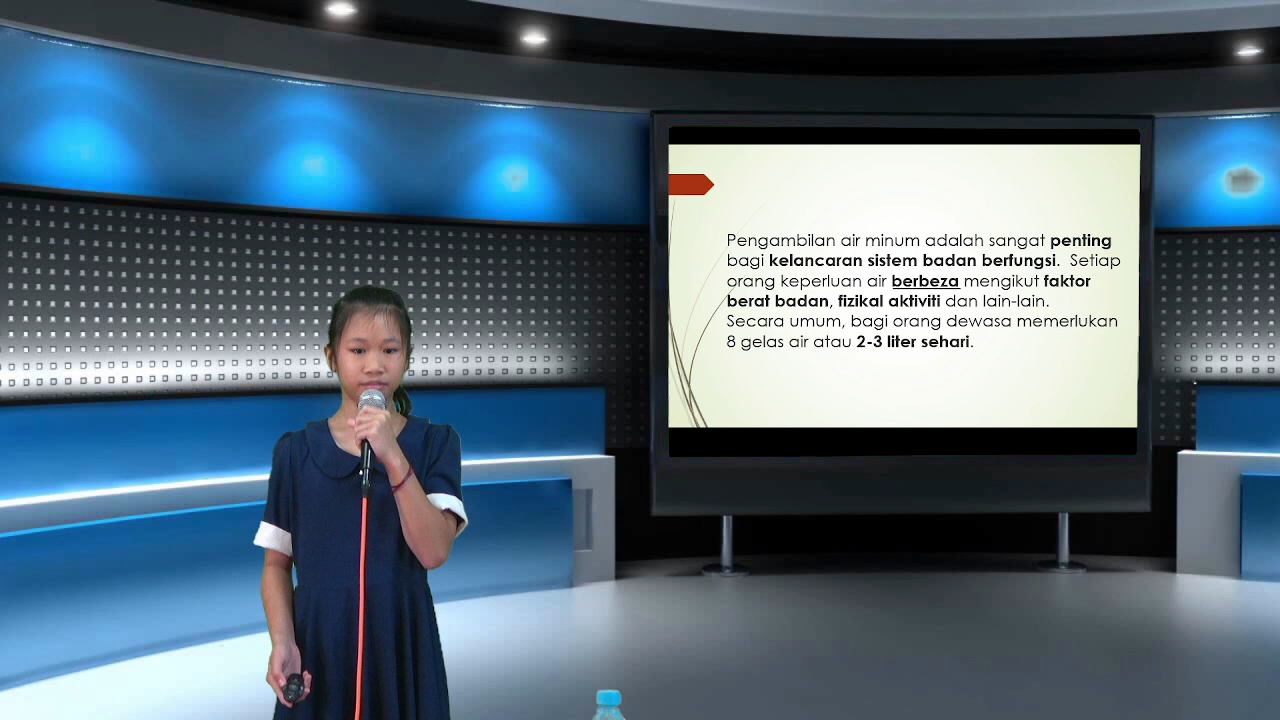 Pengambilan air minum adalah sangat penting
bagi kelancaran sistem badan berfungsi.  Setiap
orang keperluan air berbeza mengikut faktor
berat badan, fizikal aktiviti dan lain-lain.
Secara umum, bagi orang dewasa memerlukan
8 gelas air atau 2-3 liter sehari.